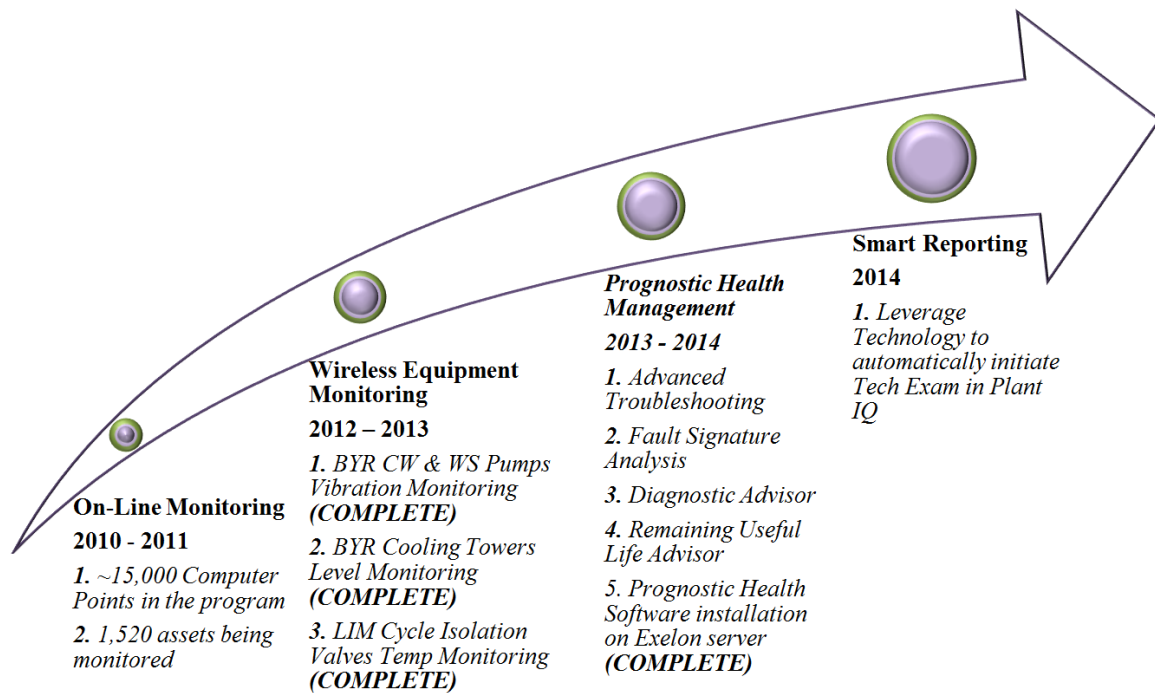 On-Line Monitoring
2010 - 2011
1. ~15,000 Computer
Points in the program
2. 1,520 assets being
monitored
Wireless Equipment
Monitoring
2012 – 2013
1. BYR CW & WS Pumps
Vibration Monitoring
(COMPLETE)
2. BYR Cooling Towers
Level Monitoring
(COMPLETE)
3. LIM Cycle Isolation
Valves Temp Monitoring
(COMPLETE)
Prognostic Health
Management
2013 - 2014
1. Advanced
Troubleshooting
2. Fault Signature
Analysis
3. Diagnostic Advisor
4. Remaining Useful
Life Advisor
5. Prognostic Health
Software installation
on Exelon server
(COMPLETE)
Smart Reporting
2014
1. Leverage
Technology to
automatically initiate
Tech Exam in Plant
IQ